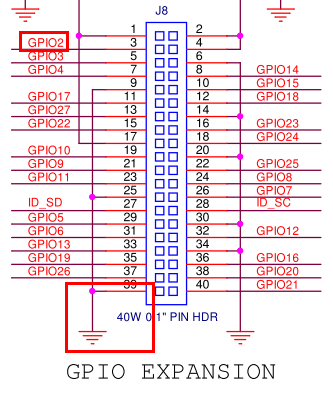 J8
1 2
GPIO2 3 4
GPIO3 5 6
GPIO4 7 8 GPIO14
9 10 GPIO15
GPIO17 11 12 GPIO18
GPIO27 13 14
GPIO22 15 16 GPIO23
17 18 GPIO24
GPIO10 19 20
GPIO9 21 22 GPIO25
GPIO11 23 24 GPIO8
25 26 GPIO7
ID_SD 27 28 ID_SC
GPIO5 29 30
GPIO6 31 32 GPIO12
GPIO13 33 34
GPIO19 35 36 GPIO16
GPIO26 37 38 GPIO20
39 40 GPIO21
40W 0.1" PIN HDR
GPIO EXPANSION